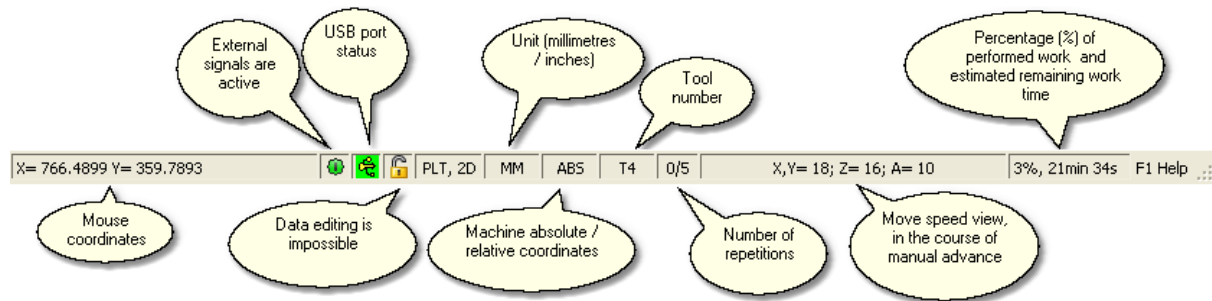 External
signals are
active
USB port
status
Unit (millimetres
/ inches)
Tool
number
Percentage (%) of
performed work and
estimated remaining work
time
X= 766.4899 Y= 359.7893
PLT, 2D
MM
ABS
T4
0/5
X,Y= 18; Z= 16; A= 10
3%, 21min 34s
F1 Help
Mouse
coordinates
Data editing is
impossible
Machine absolute /
relative coordinates
Number of
repetitions
Move speed view,
in the course of
manual advance